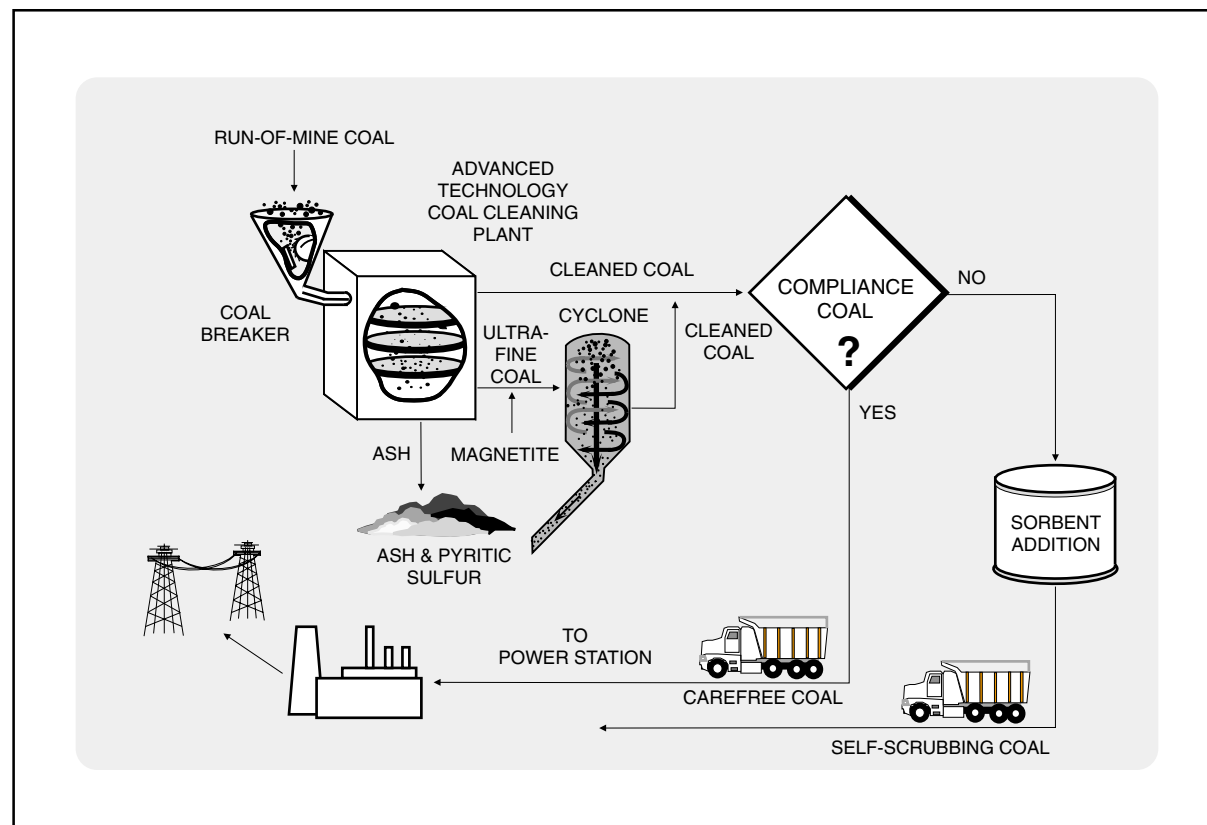 RUN-OF-MINE COAL
ADVANCED
TECHNOLOGY
COAL CLEANING
PLANT
COAL
BREAKER
CLEANED COAL
ULTRA-
FINE
COAL
CYCLONE
CLEANED
COAL
COMPLIANCE
COAL
?
NO
YES
ASH
MAGNETITE
ASH & PYRITIC
SULFUR
SORBENT
ADDITION
TO
POWER STATION
CAREFREE COAL
SELF-SCRUBBING COAL